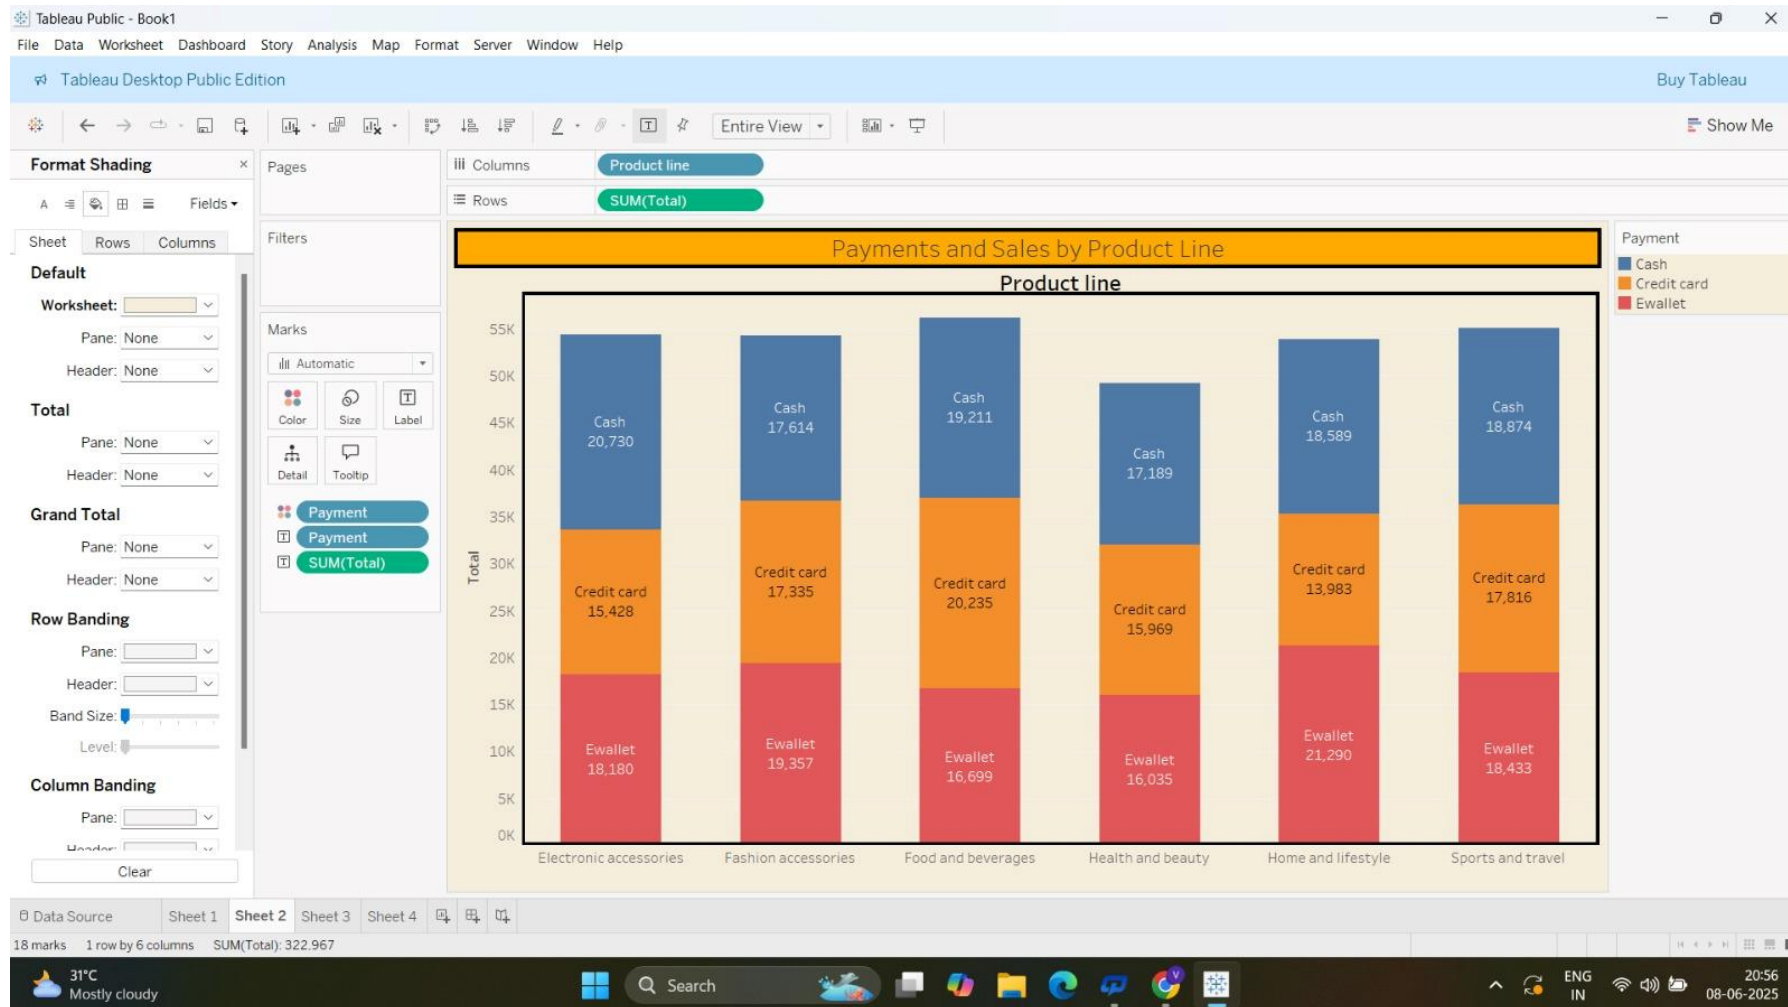 Tableau Public - Book1
File Data Worksheet Dashboard Story Analysis Map Format Server Window Help
Tableau Desktop Public Edition Buy Tableau
Entire View Show Me
Format Shading
A Fields
Sheet Rows Columns
Default
Worksheet:
Pane: None
Header: None
Total
Pane: None
Header: None
Grand Total
Pane: None
Header: None
Row Banding
Pane:
Header:
Band Size:
Level:
Column Banding
Pane:
Header:
Clear
Pages
Filters
Marks
Automatic
Color Size Label
Detail Tooltip
Payment
Payment
SUM(Total)
Columns Product line
Rows SUM(Total)
Payments and Sales by Product Line
Product line
Total
55K
50K
45K
40K
35K
30K
25K
20K
15K
10K
5K
0K
Cash
20,730
Credit card
15,428
Ewallet
18,180
Cash
17,614
Credit card
17,335
Ewallet
19,357
Cash
19,211
Credit card
20,235
Ewallet
16,699
Cash
17,189
Credit card
15,969
Ewallet
16,035
Cash
18,589
Credit card
13,983
Ewallet
21,290
Cash
18,874
Credit card
17,816
Ewallet
18,433
Electronic accessories Fashion accessories Food and beverages Health and beauty Home and lifestyle Sports and travel
Payment
Cash
Credit card
Ewallet
Data Source Sheet 1 Sheet 2 Sheet 3 Sheet 4
18 marks 1 row by 6 columns SUM(Total): 322,967
31°C
Mostly cloudy
Search
ENG
IN
20:56
08-06-2025